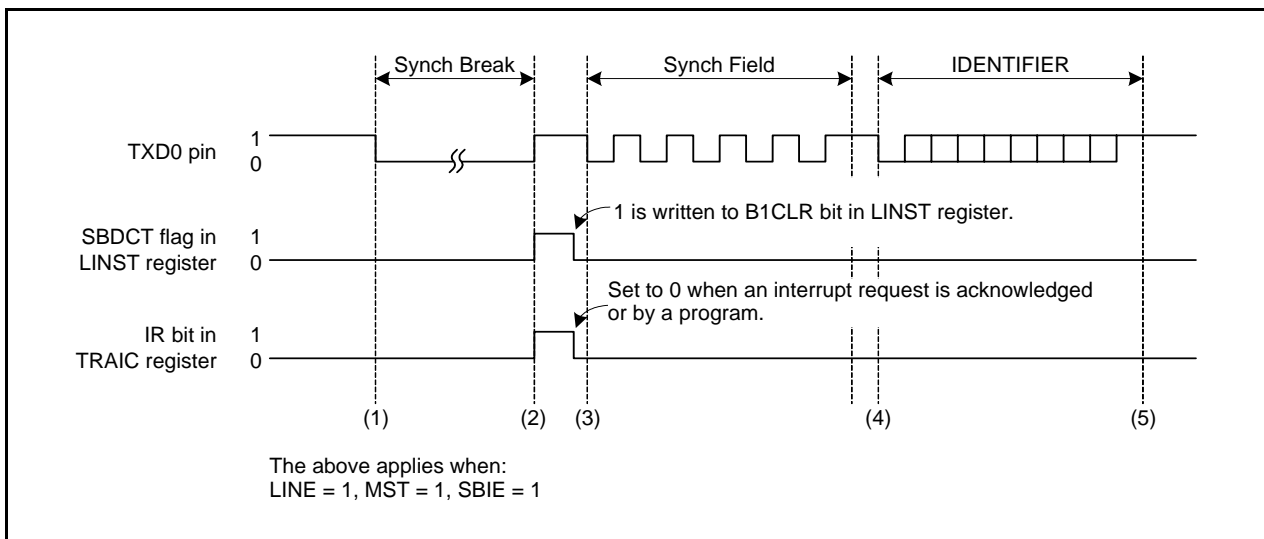 Synch Break Synch Field IDENTIFIER
TXD0 pin 1
0
1 is written to B1CLR bit in LINST register.
SBDCT flag in 1
LINST register 0
Set to 0 when an interrupt request is acknowledged
or by a program.
IR bit in 1
TRAIC register 0
(1) (2) (3) (4) (5)
The above applies when:
LINE = 1, MST = 1, SBIE = 1